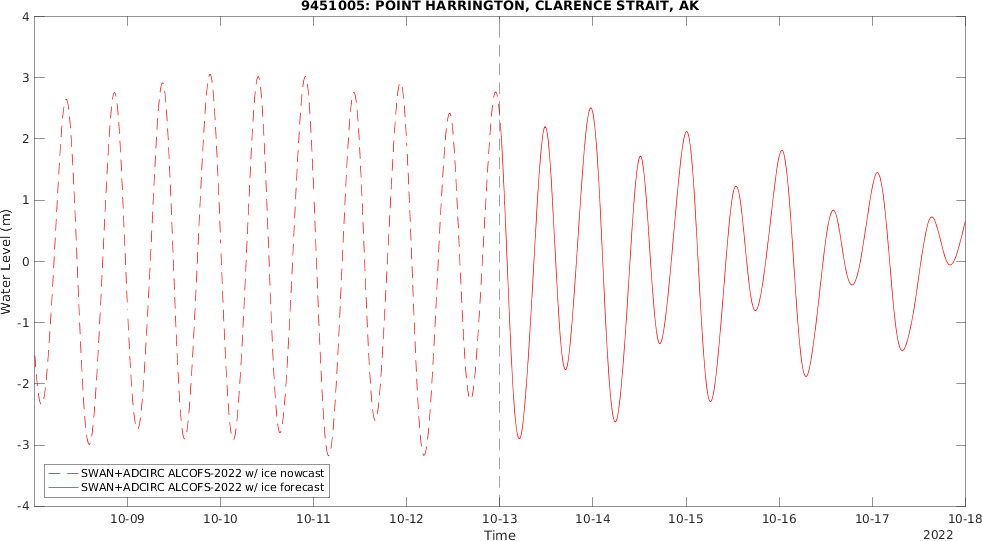 9451005: POINT HARRINGTON, CLARENCE STRAIT, AK
4
3
2
1
0
-1
-2
-3
-4
Water Level (m)
SWAN+ADCIRC ALCOFS-2022 w/ ice nowcast
SWAN+ADCIRC ALCOFS-2022 w/ ice forecast
10-09 10-10 10-11 10-12 10-13 10-14 10-15 10-16 10-17 10-18
Time
2022